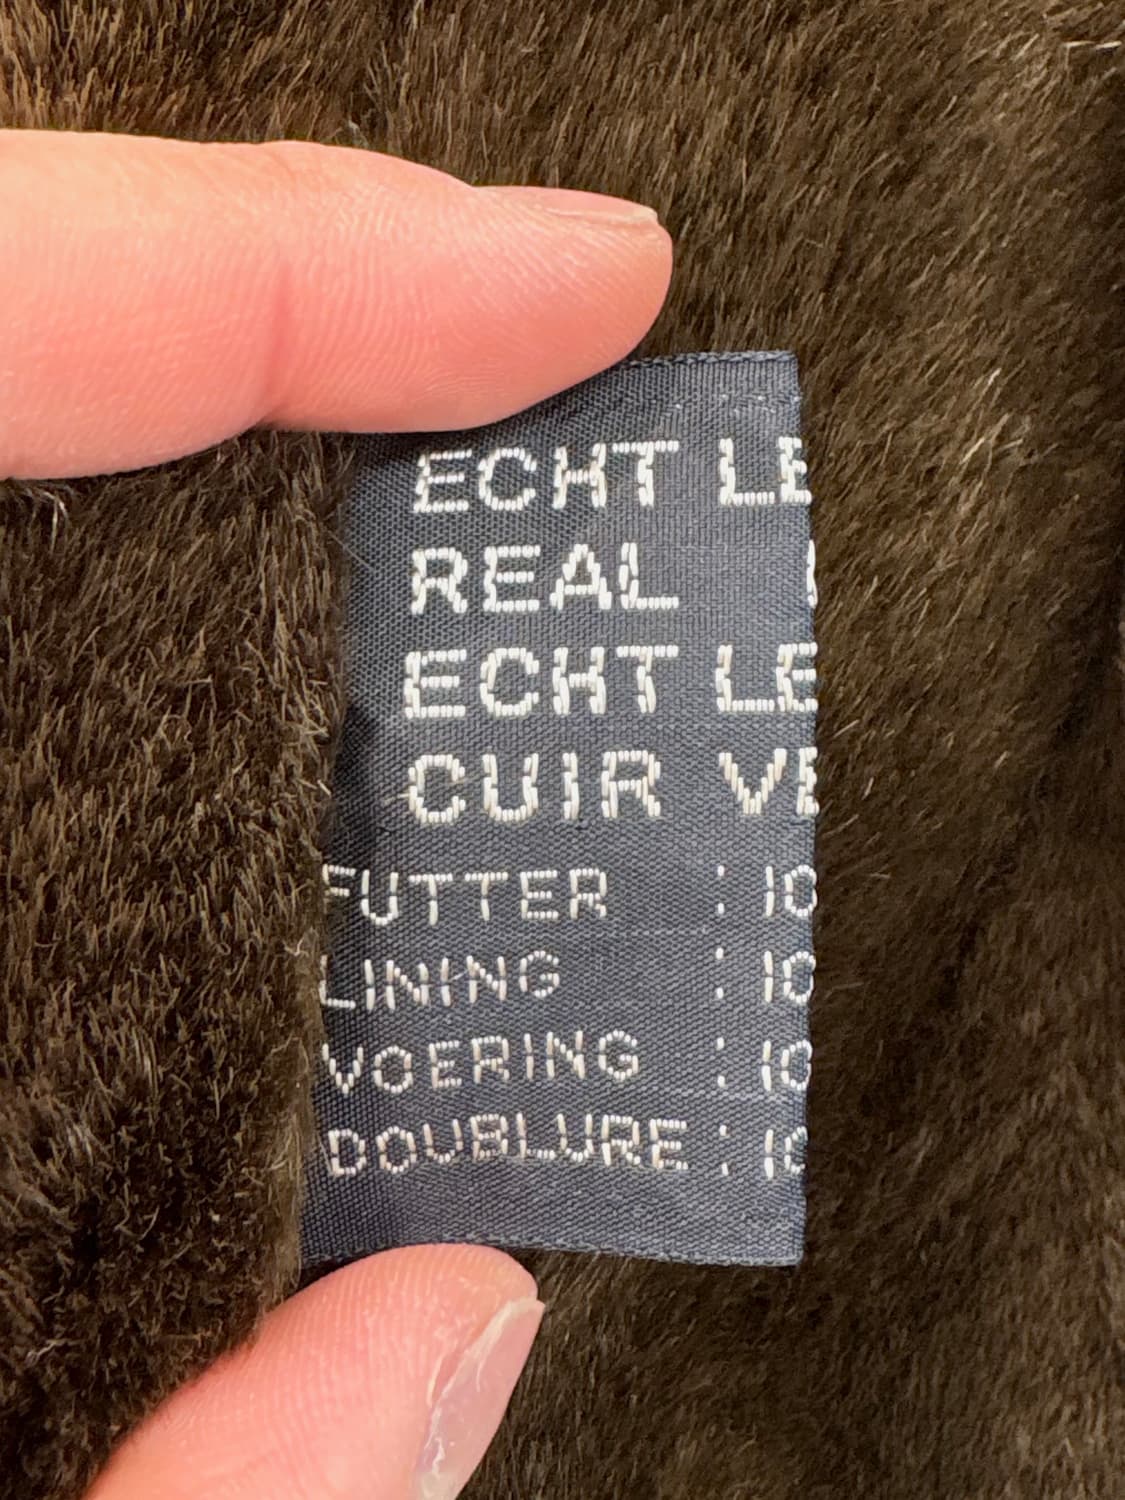 ECHT LE
REAL
ECHT LE
CUIR VE
FUTTER : 10
LINING : 10
VOERING : 10
DOUBLURE : 10